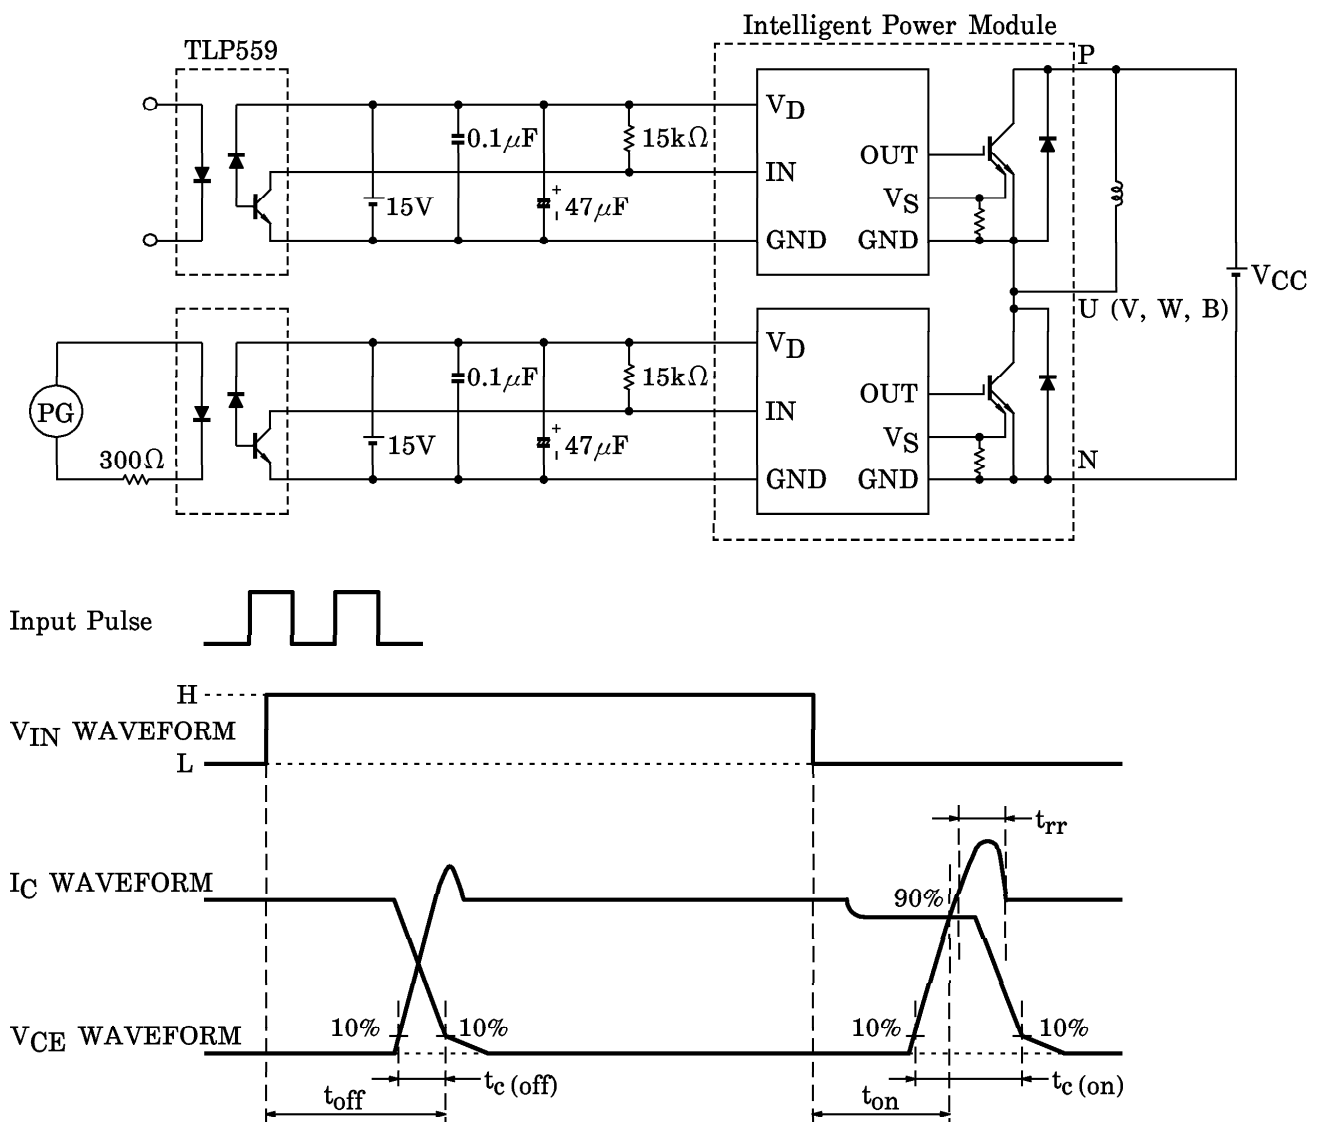 Intelligent Power Module
TLP559
P
VD
0.1μF
15kΩ
OUT
IN
VS
15V
+
47μF
GND
GND
VCC
U (V, W, B)
VD
0.1μF
15kΩ
OUT
PG
IN
VS
15V
+
47μF
300Ω
N
GND
GND
Input Pulse
H
VIN WAVEFORM
L
trr
IC WAVEFORM
90%
VCE WAVEFORM
10%
10%
10%
10%
tc (off)
tc (on)
toff
ton